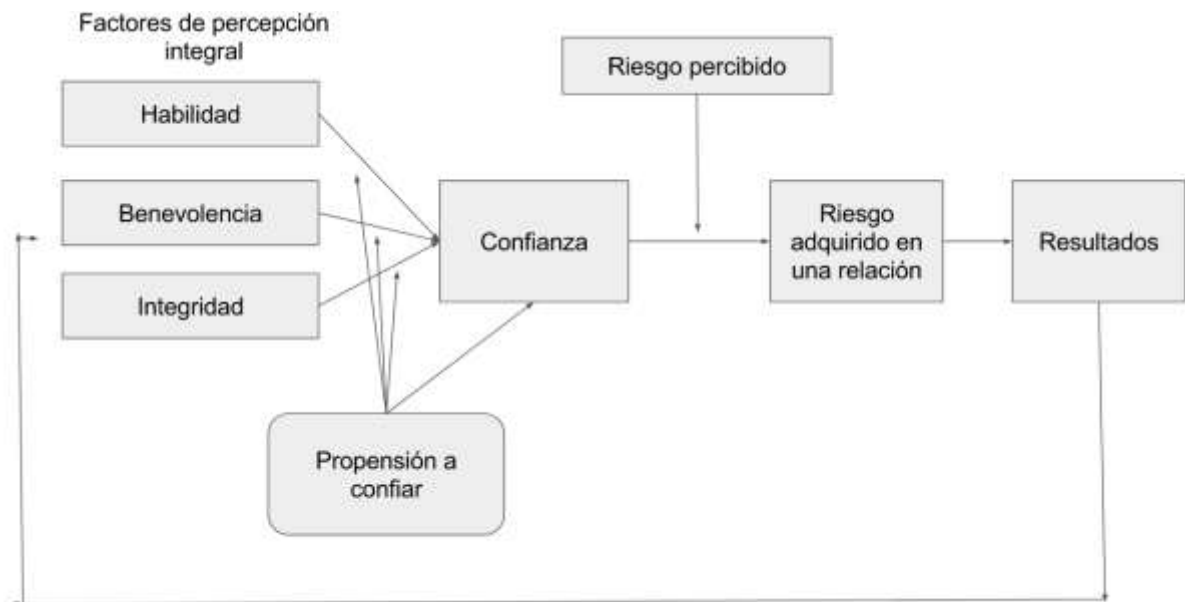 Factores de percepción
integral
Riesgo percibido
Habilidad
Benevolencia
Integridad
Confianza
Riesgo
adquirido en
una relación
Resultados
Propensión a
confiar